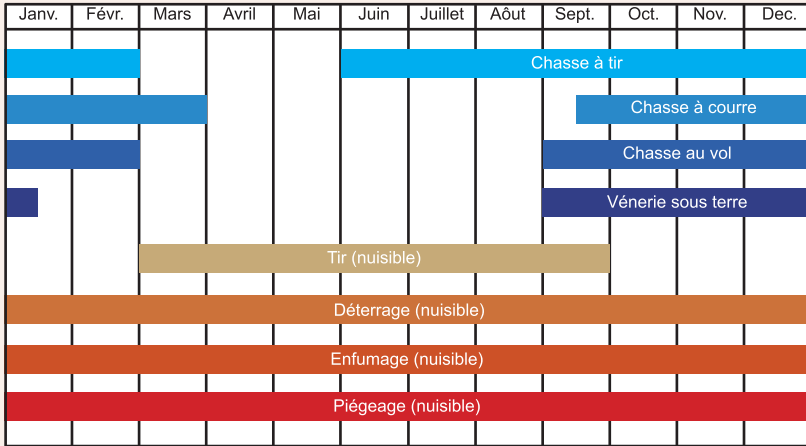 Janv. Févr. Mars Avril Mai Juin Juillet Aôut Sept. Oct. Nov. Dec.
Chasse à tir
Chasse à courre
Chasse au vol
Vénerie sous terre
Tir (nuisible)
Déterrage (nuisible)
Enfumage (nuisible)
Piégeage (nuisible)